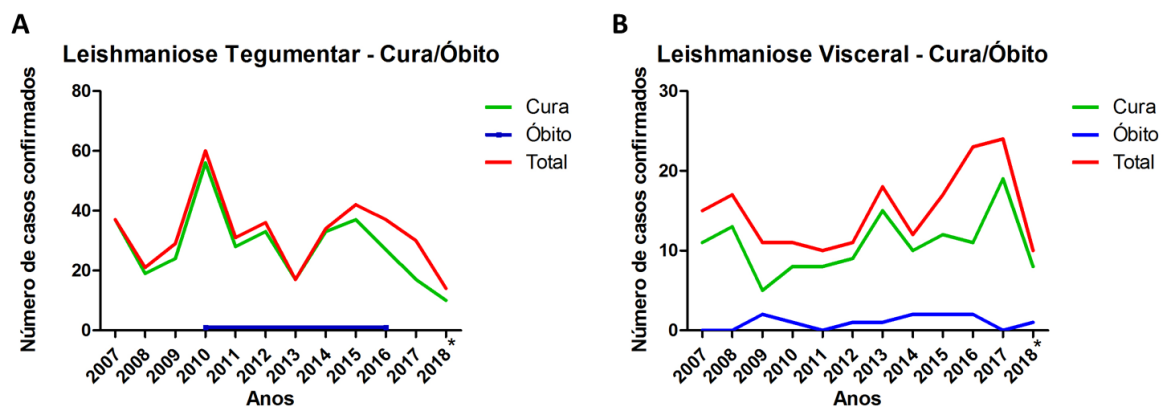 A
Leishmaniose Tegumentar - Cura/Óbito
Número de casos confirmados
80
60
40
20
0
2007
2008
2009
2010
2011
2012
2013
2014
2015
2016
2017
2018*
Anos
Cura
Óbito
Total
B
Leishmaniose Visceral - Cura/Óbito
Número de casos confirmados
30
20
10
0
2007
2008
2009
2010
2011
2012
2013
2014
2015
2016
2017
2018*
Anos
Cura
Óbito
Total